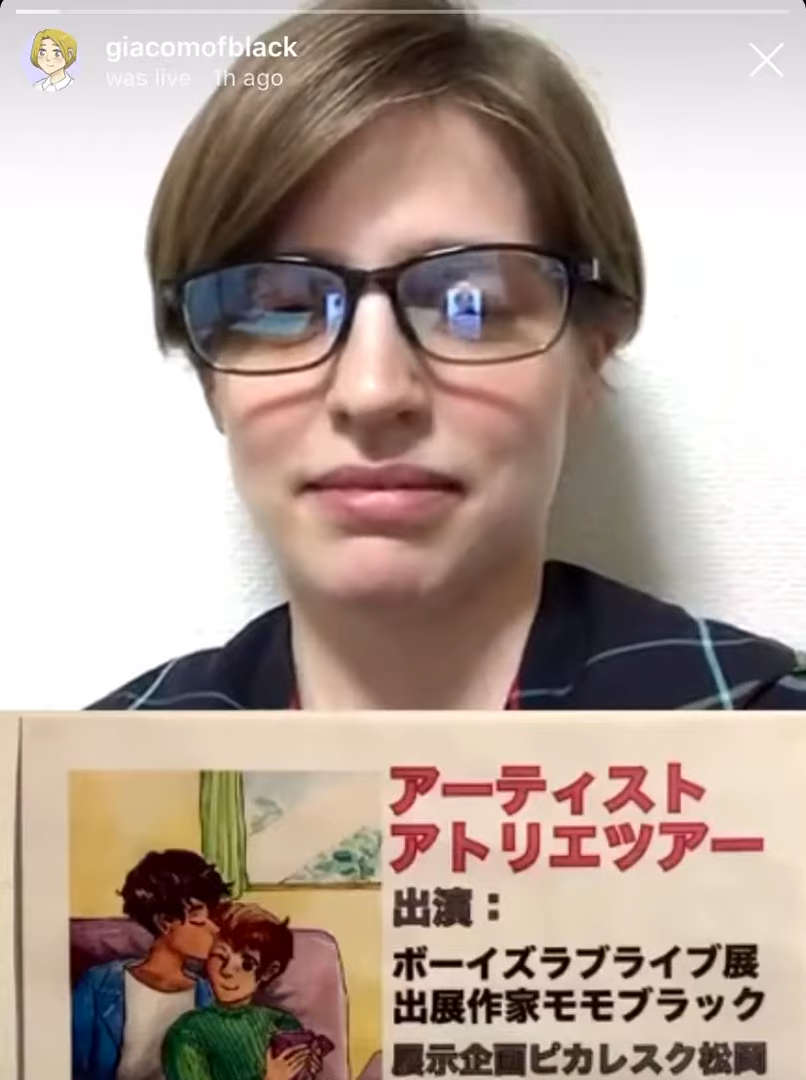 giacomofblack
was live 1h ago
アーティスト
アトリエツアー
出演：
ボーイズラブライブ展
出展作家モモブラック
展示企画ピカレスク松岡